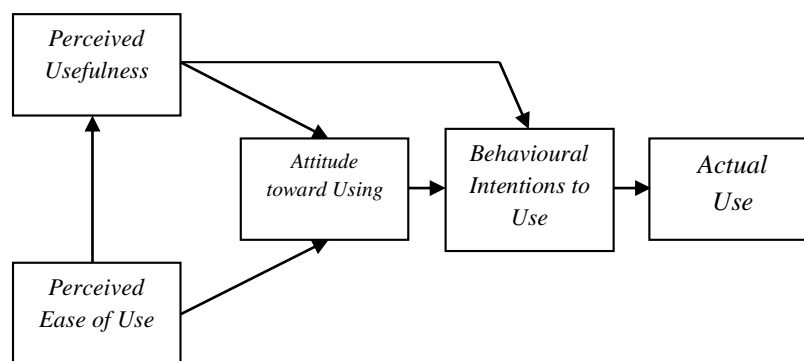 Perceived
Usefulness
Attitude
toward Using
Behavioural
Intentions to
Use
Actual
Use
Perceived
Ease of Use